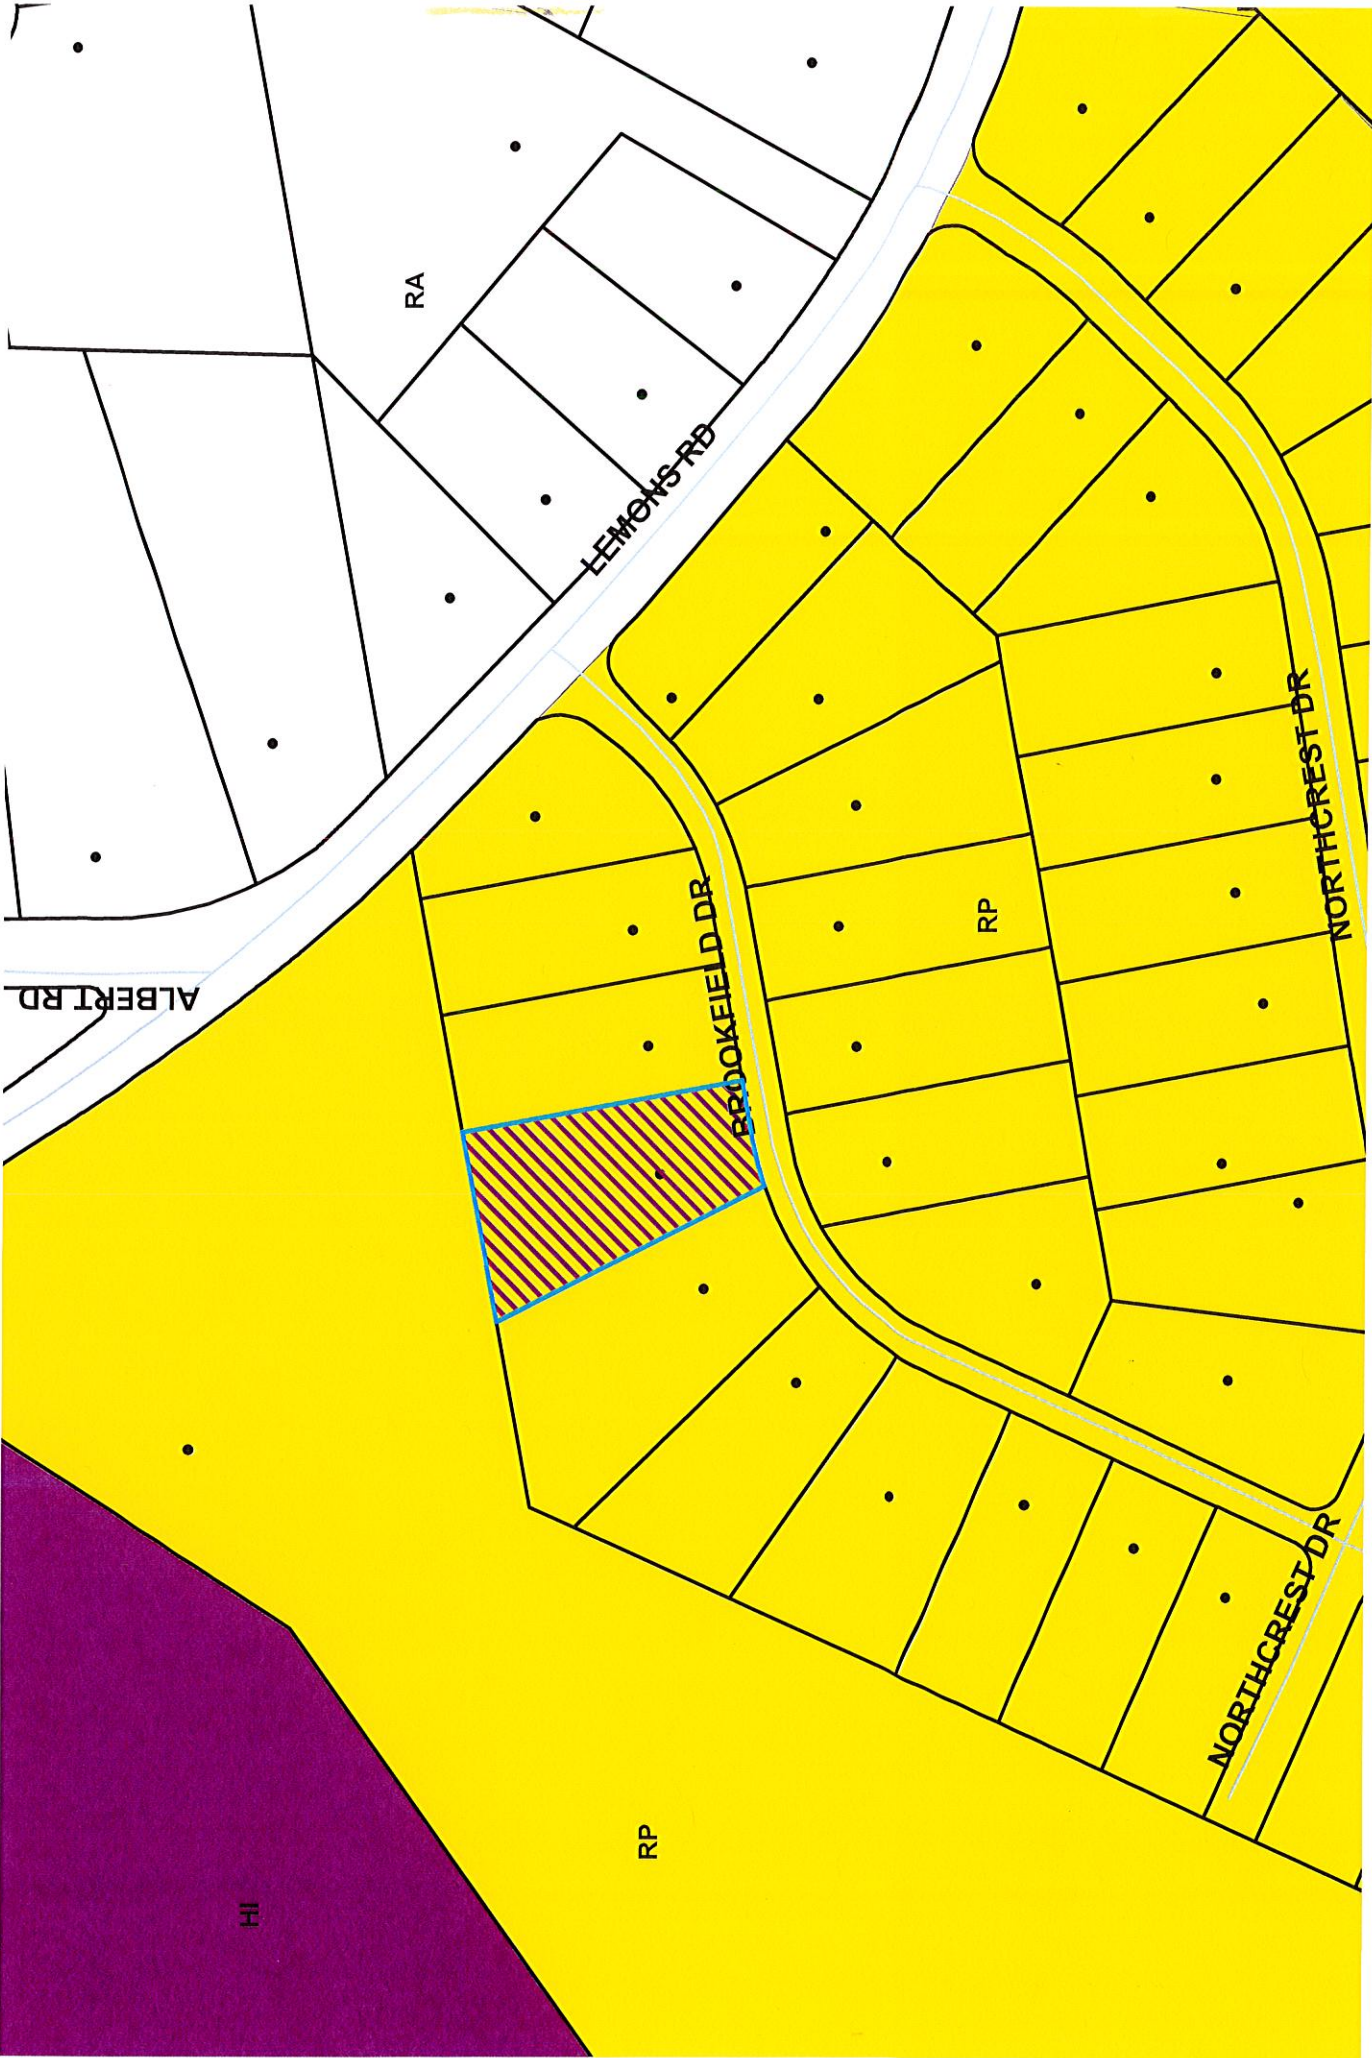 RA
LEMONS RD
ALBERT RD
BROOKFIELD DR
RP
NORTHCREST DR
NORTHCREST DR
RP
HI